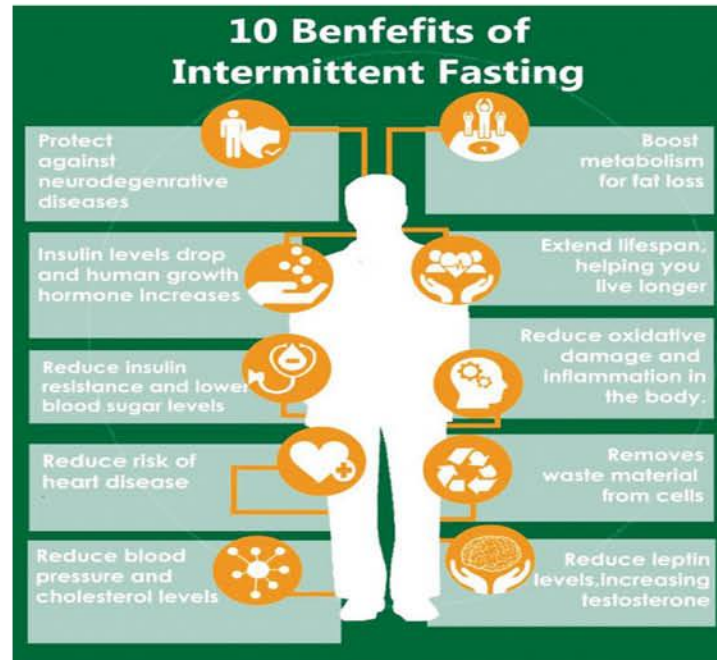 10 Benfefits of
Intermittent Fasting
Protect
against
neurodegenrative
diseases
Boost
metabolism
for fat loss
Insulin levels drop
and human growth
hormone increases
Extend lifespan;
helping you
live longer
Reduce insulin
resistance and lower
blood sugar levels
Reduce oxidative
damage and
inflammation in
the body.
Reduce risk of
heart disease
Removes
waste material
from cells
Reduce blood
pressure and
cholesterol levels
Reduce leptin
levels,increasing
testosterone